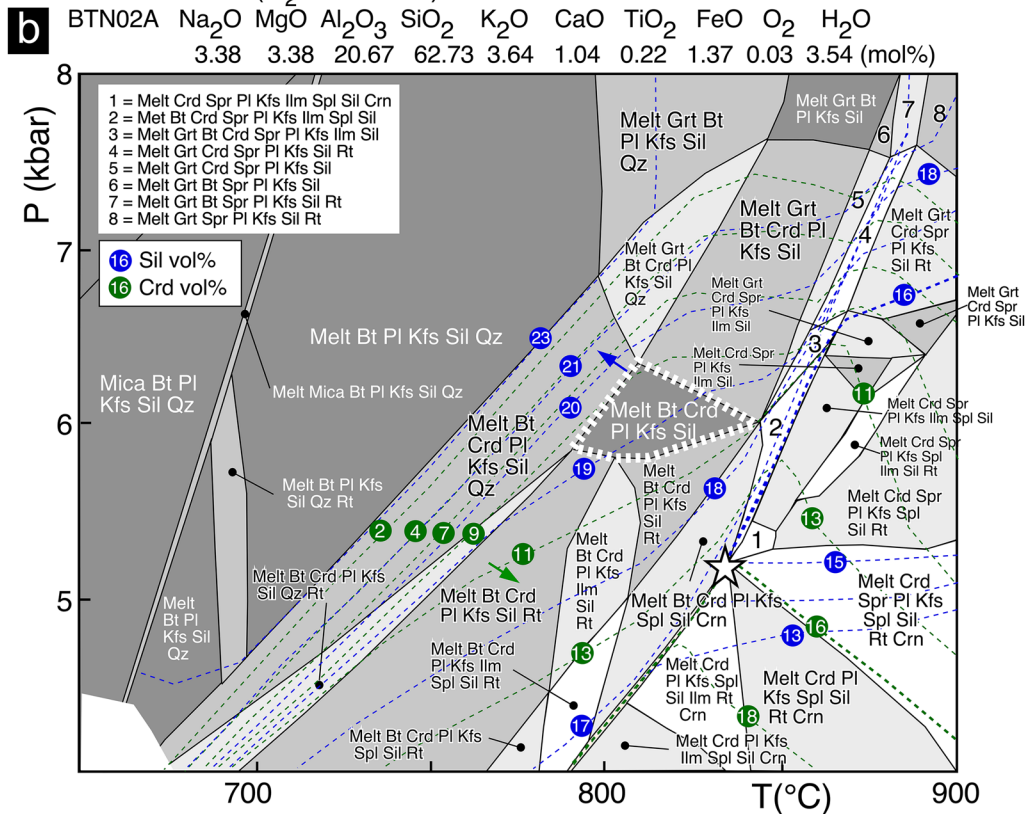 b
BTN02A Na2O MgO Al2O3 SiO2 K2O CaO TiO2 FeO O2 H2O
3.38 3.38 20.67 62.73 3.64 1.04 0.22 1.37 0.03 3.54 (mol%)
8
7
6
5
P (kbar)
1 = Melt Crd Spr Pl Kfs Ilm Spl Sil Crn
2 = Met Bt Crd Spr Pl Kfs Ilm Spl Sil
3 = Melt Grt Bt Crd Spr Pl Kfs Ilm Sil
4 = Melt Grt Crd Spr Pl Kfs Sil Rt
5 = Melt Grt Crd Spr Pl Kfs Sil
6 = Melt Grt Bt Spr Pl Kfs Sil
7 = Melt Grt Bt Spr Pl Kfs Sil Rt
8 = Melt Grt Spr Pl Kfs Sil Rt
16 Sil vol%
16 Crd vol%
Melt Grt Bt
Pl Kfs Sil
Qz
Melt Grt Bt
Pl Kfs Sil
6
7
8
18
5
4
Melt Grt
Bt Crd Pl
Kfs Sil
Melt Grt
Crd Spr
Pl Kfs
Sil Rt
Melt Grt
Bt Crd Pl
Kfs Sil
Qz
Melt Grt
Crd Spr
Pl Kfs
Ilm Sil
16
Melt Grt
Crd Spr
Pl Kfs Sil
Melt Bt Pl Kfs Sil Qz
23
21
20
3
Melt Crd Spr
Pl Kfs
Ilm Sil
11
Mica Bt Pl
Kfs Sil Qz
Melt Mica Bt Pl Kfs Sil Qz
Melt Bt Crd
Pl Kfs Sil
2
Melt Crd Spr
Pl Kfs Ilm Spl Sil
Melt Bt
Crd Pl
Kfs Sil
Qz
19
18
Melt Crd Spr
Pl Kfs Spl
Ilm Sil Rt
Melt Bt Pl Kfs
Sil Qz Rt
Melt
Bt Crd
Pl Kfs
Sil
Rt
Melt Crd Spr
Pl Kfs Spl
Sil Rt
2
4
7
9
11
13
1
15
Melt Bt Crd Pl Kfs
Sil Qz Rt
Melt Bt Crd
Pl Kfs Sil Rt
Melt
Bt Crd
Pl Kfs
Ilm
Sil
Rt
Melt Bt Crd Pl Kfs
Spl Sil Crn
Melt Crd
Spr Pl Kfs
Spl Sil
Rt Crn
Melt
Bt Pl
Kfs Sil
Qz
13
16
13
Melt Bt Crd
Pl Kfs Ilm
Spl Sil Rt
Melt Crd
Pl Kfs Spl
Sil Ilm Rt
Crn
Melt Crd Pl
Kfs Spl Sil
Rt Crn
17
18
Melt Bt Crd Pl Kfs
Spl Sil Rt
Melt Crd Pl Kfs
Ilm Spl Sil Crn
700
800
T(°C)
900